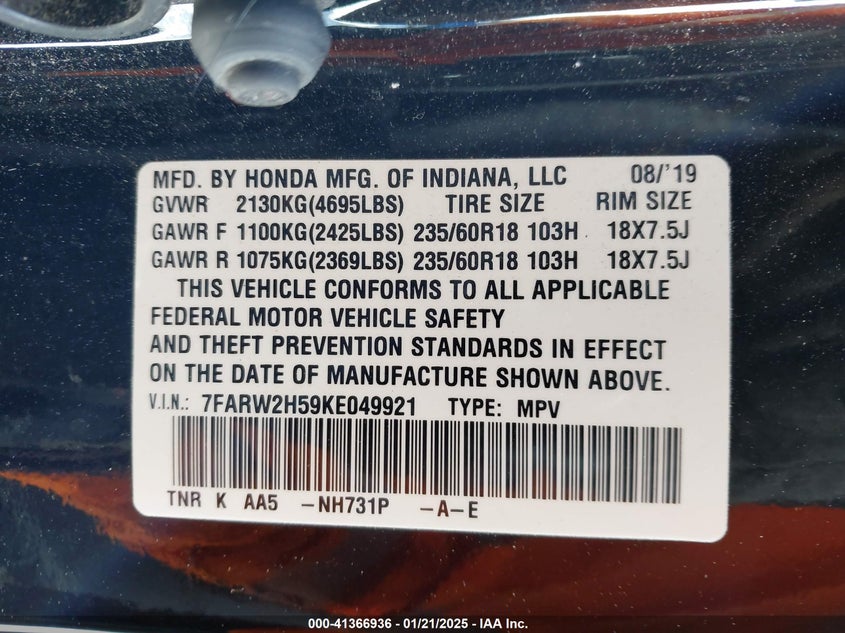 MFD. BY HONDA MFG. OF INDIANA, LLC 08/'19
GVWR 2130KG(4695LBS) TIRE SIZE RIM SIZE
GAWR F 1100KG(2425LBS) 235/60R18 103H 18X7.5J
GAWR R 1075KG(2369LBS) 235/60R18 103H 18X7.5J
THIS VEHICLE CONFORMS TO ALL APPLICABLE
FEDERAL MOTOR VEHICLE SAFETY
AND THEFT PREVENTION STANDARDS IN EFFECT
ON THE DATE OF MANUFACTURE SHOWN ABOVE.
V.I.N.: 7FARW2H59KE049921 TYPE: MPV
TNR K AA5 -NH731P -A-E
000-41366936 - 01/21/2025 - IAA Inc.